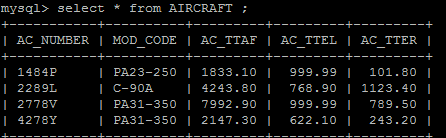 mysql> select * from AIRCRAFT ;
+-----------+----------+---------+---------+---------+
| AC_NUMBER | MOD_CODE | AC_TTAF | AC_TTEL | AC_TTER |
+-----------+----------+---------+---------+---------+
| 1484P | PA23-250 | 1833.10 | 999.99 | 101.80 |
| 2289L | C-90A | 4243.80 | 768.90 | 1123.40 |
| 2778V | PA31-350 | 7992.90 | 999.99 | 789.50 |
| 4278Y | PA31-350 | 2147.30 | 622.10 | 243.20 |
+-----------+----------+---------+---------+---------+